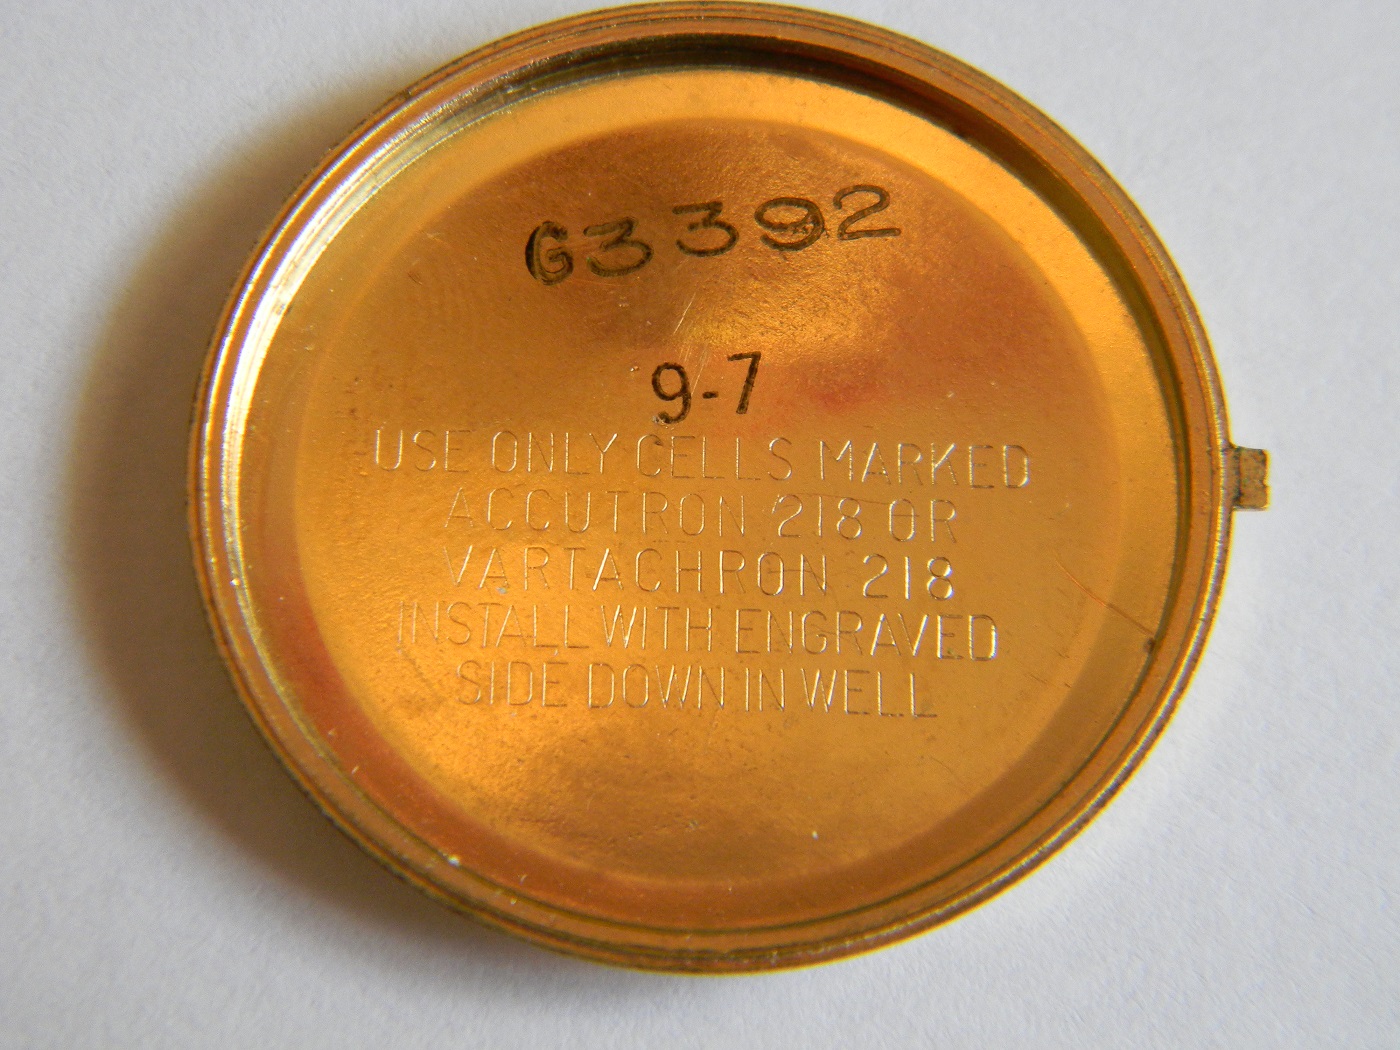 G3392
9-7
USE ONLY CELLS MARKED
ACCUTRON 218 OR
VARTACHRON 218
INSTALL WITH ENGRAVED
SIDE DOWN IN WELL